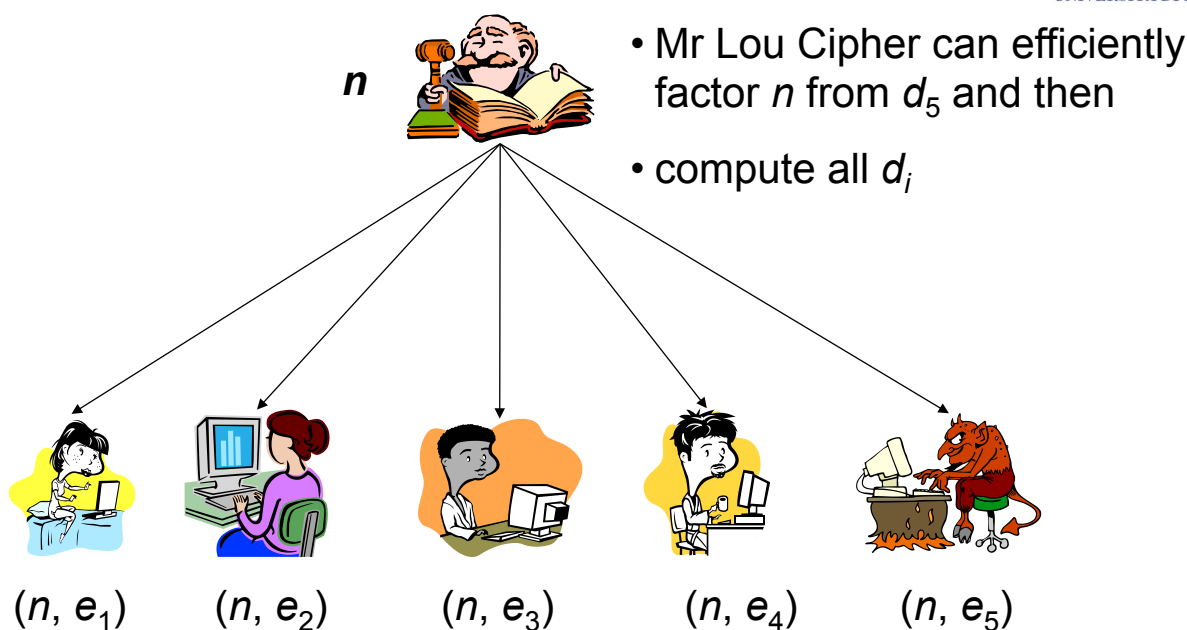 • Mr Lou Cipher can efficiently
n
factor n from d₅ and then
• compute all dᵢ
(n, e₁) (n, e₂) (n, e₃) (n, e₄) (n, e₅)